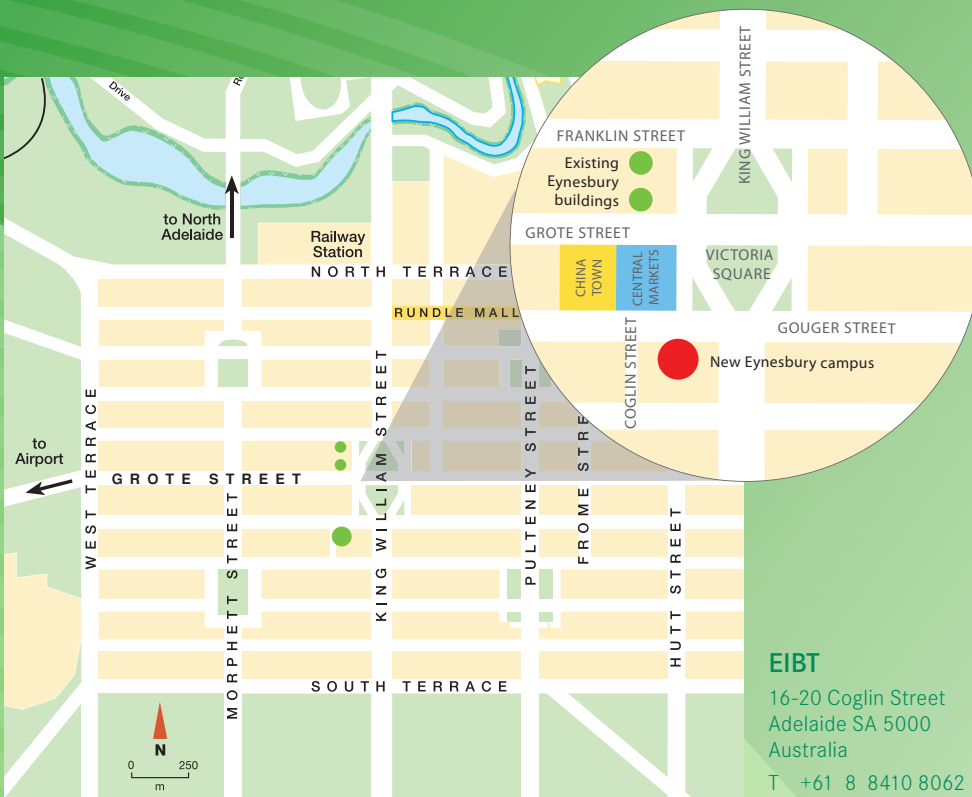 Drive
to North
Adelaide
Railway
Station
NORTH TERRACE
RUNDLE MALL
to
Airport
WEST TERRACE
GROTE STREET
MORPHETT STREET
KING WILLIAM STREET
PULTENEY STREET
FROME STRE
HUTT STREET
SOUTH TERRACE
N
0 250
m
KING WILLIAM STREET
FRANKLIN STREET
Existing
Eynesbury
buildings
GROTE STREET
CHINA
TOWN
CENTRAL
MARKETS
VICTORIA
SQUARE
GOUGER STREET
COGLIN STREET
New Eynesbury campus
EIBT
16-20 Coglin Street
Adelaide SA 5000
Australia
T +61 8 8410 8062